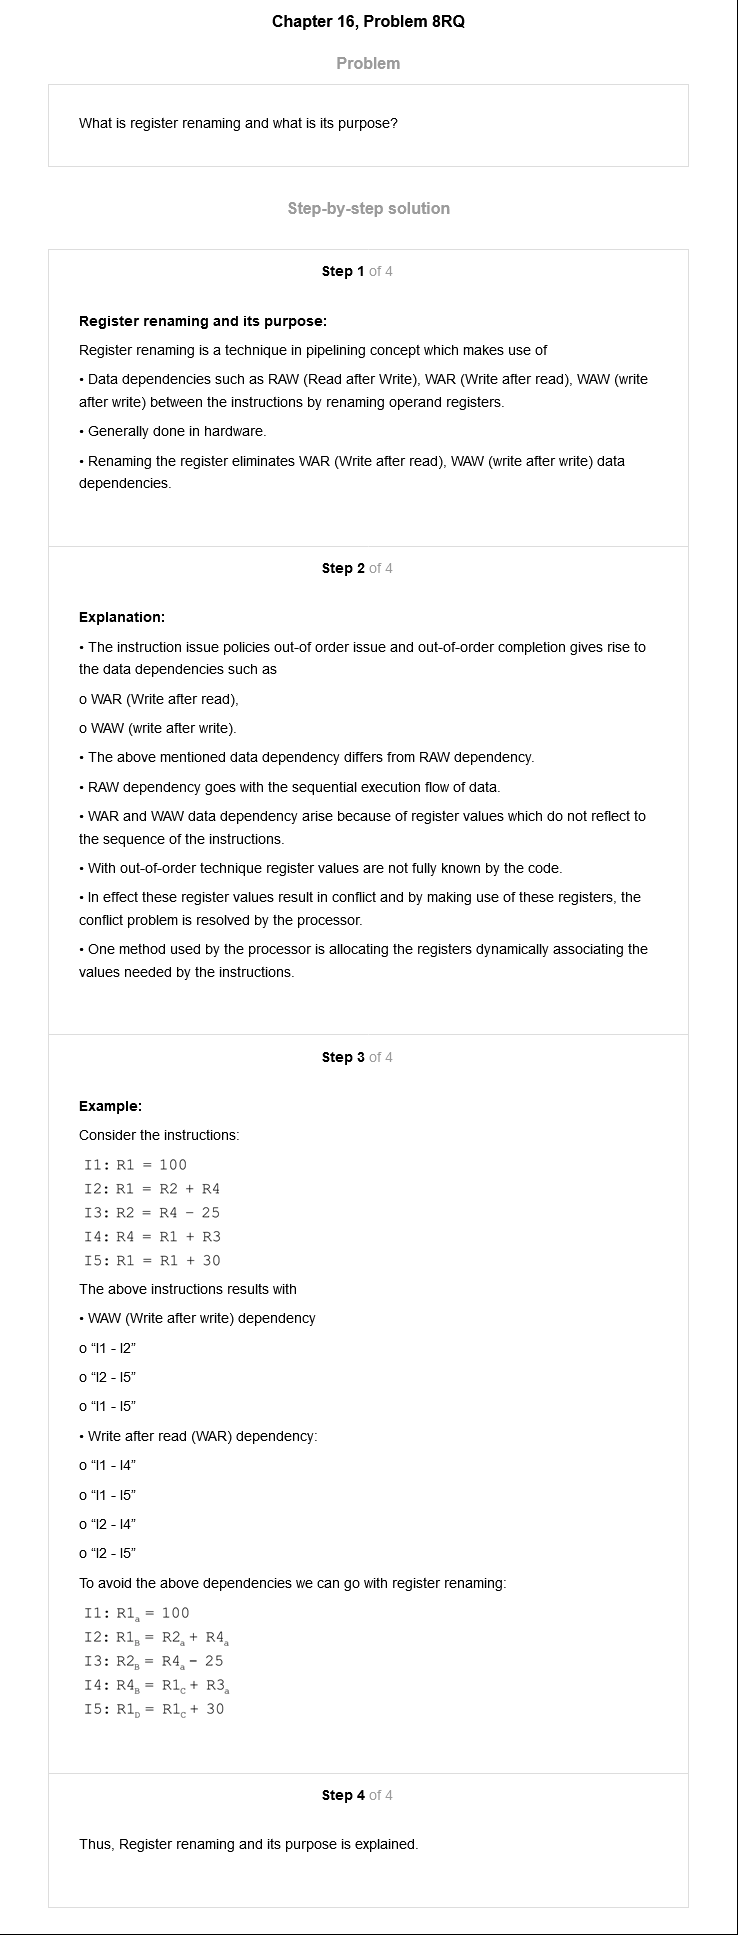 Chapter 16, Problem 8RQ
Problem
What is register renaming and what is its purpose?
Step-by-step solution
Step 1 of 4
Register renaming and its purpose:
Register renaming is a technique in pipelining concept which makes use of
• Data dependencies such as RAW (Read after Write), WAR (Write after read), WAW (write
after write) between the instructions by renaming operand registers.
• Generally done in hardware.
• Renaming the register eliminates WAR (Write after read), WAW (write after write) data
dependencies.
Step 2 of 4
Explanation:
• The instruction issue policies out-of order issue and out-of-order completion gives rise to
the data dependencies such as
o WAR (Write after read),
o WAW (write after write).
• The above mentioned data dependency differs from RAW dependency.
• RAW dependency goes with the sequential execution flow of data.
• WAR and WAW data dependency arise because of register values which do not reflect to
the sequence of the instructions.
• With out-of-order technique register values are not fully known by the code.
• In effect these register values result in conflict and by making use of these registers, the
conflict problem is resolved by the processor.
• One method used by the processor is allocating the registers dynamically associating the
values needed by the instructions.
Step 3 of 4
Example:
Consider the instructions:
I1: R1 = 100
I2: R1 = R2 + R4
I3: R2 = R4 – 25
I4: R4 = R1 + R3
I5: R1 = R1 + 30
The above instructions results with
• WAW (Write after write) dependency
o “I1 - I2”
o “I2 - I5”
o “I1 - I5”
• Write after read (WAR) dependency:
o “I1 - I4”
o “I1 - I5”
o “I2 - I4”
o “I2 - I5”
To avoid the above dependencies we can go with register renaming:
I1: R1a = 100
I2: R1B = R2a + R4a
I3: R2B = R4a – 25
I4: R4B = R1C + R3a
I5: R1D = R1C + 30
Step 4 of 4
Thus, Register renaming and its purpose is explained.